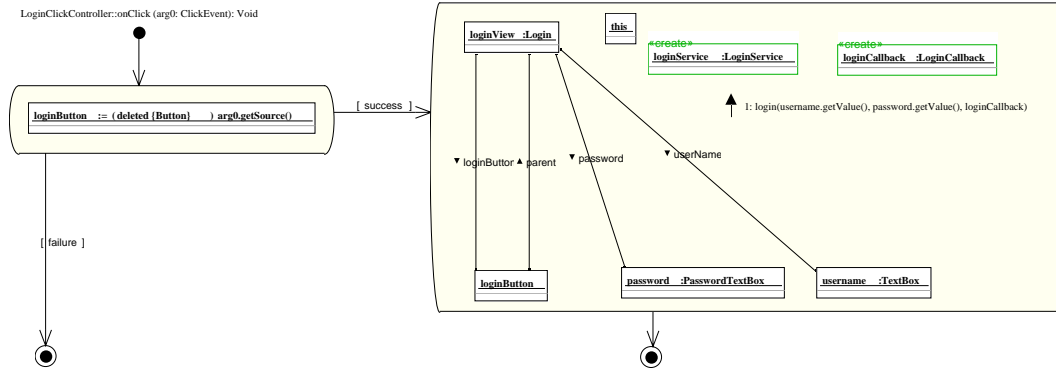 LoginClickController::onClick (arg0: ClickEvent): Void
loginView :Login
this
«create»
loginService :LoginService
«create»
loginCallback :LoginCallback
1: login(username.getValue(), password.getValue(), loginCallback)
[ success ]
loginButton := (deleted {Button} ) arg0.getSource()
▼ loginButton
▲ parent
▼ password
▼ userName
[ failure ]
loginButton
password :PasswordTextBox
username :TextBox